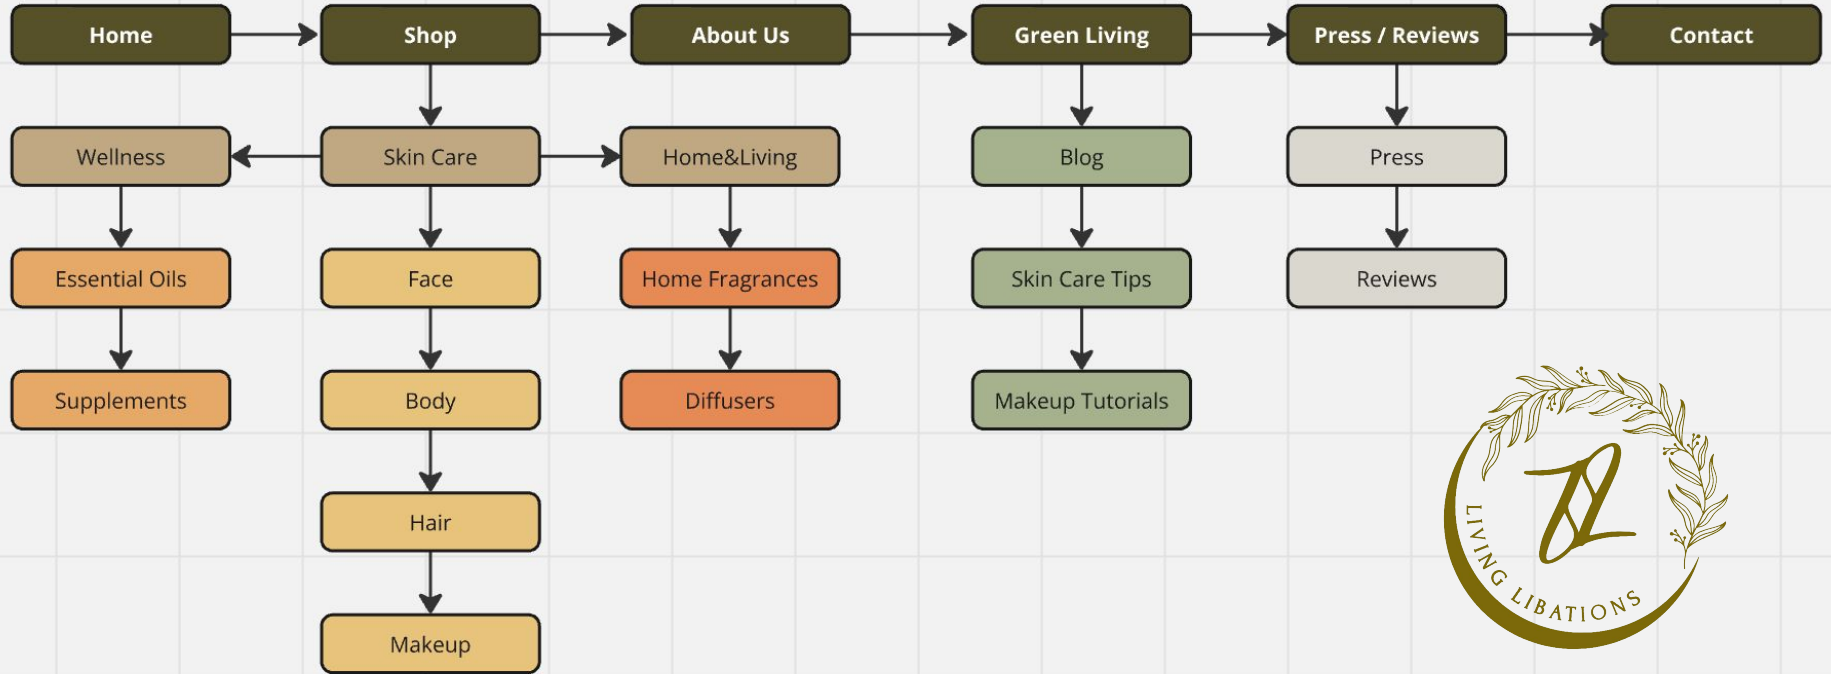 Home
Shop
About Us
Green Living
Press / Reviews
Contact
Wellness
Skin Care
Home&Living
Blog
Press
Essential Oils
Face
Home Fragrances
Skin Care Tips
Reviews
Supplements
Body
Diffusers
Makeup Tutorials
Hair
Makeup
LL
LIVING LIBATIONS